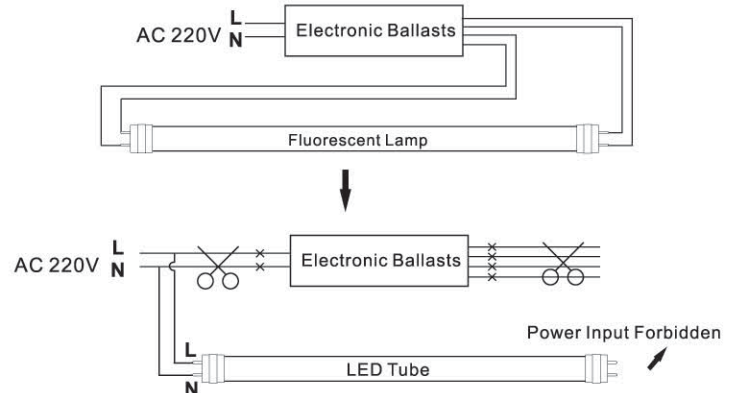 L
AC 220V N
Electronic Ballasts
Fluorescent Lamp
L
AC 220V N
Electronic Ballasts
Power Input Forbidden
L
LED Tube
N